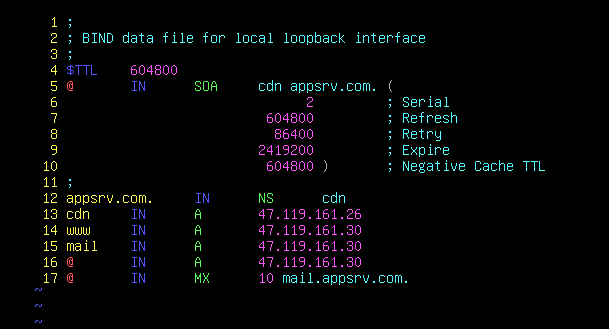 1 ;
2 ; BIND data file for local loopback interface
3 ;
4 $TTL    604800
5 @       IN      SOA     cdn appsrv.com. (
6                               2         ; Serial
7                          604800         ; Refresh
8                           86400         ; Retry
9                         2419200         ; Expire
10                         604800 )       ; Negative Cache TTL
11 ;
12 appsrv.com.     IN      NS      cdn
13 cdn     IN      A       47.119.161.26
14 www     IN      A       47.119.161.30
15 mail    IN      A       47.119.161.30
16 @       IN      A       47.119.161.30
17 @       IN      MX      10 mail.appsrv.com.
~
~
~